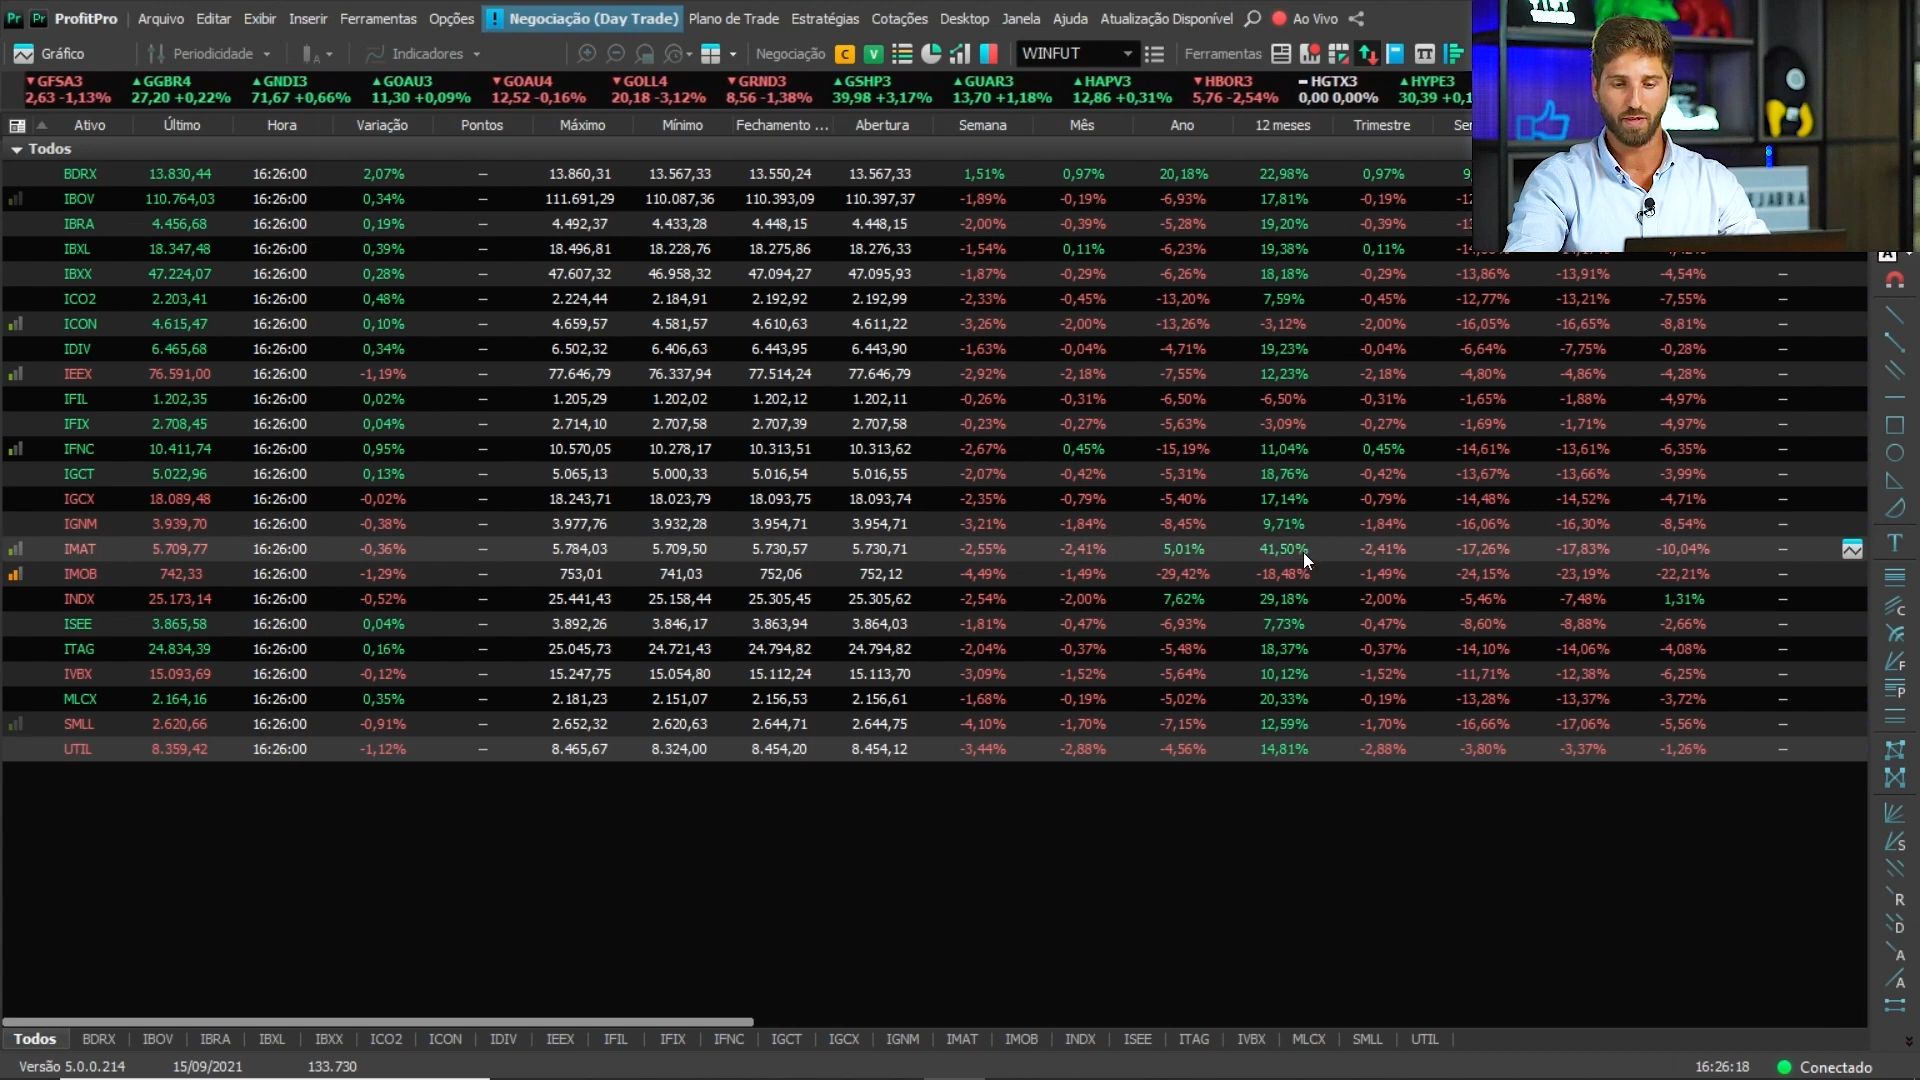 Pr Pr ProfitPro Arquivo Editar Exibir Inserir Ferramentas Opções ! Negociação (Day Trade) Plano de Trade Estratégias Cotações Desktop Janela Ajuda Atualização Disponível Ao Vivo
Gráfico Periodicidade Indicadores Negociação C V WINFUT Ferramentas
GFSA3 GGBR4 GNDI3 GOAU3 GOAU4 GOLL4 GRND3 GSHP3 GUAR3 HAPV3 HBOR3 HGTX3 HYPE3
2,63 -1,13% 27,20 +0,22% 71,67 +0,66% 11,30 +0,09% 12,52 -0,16% 20,18 -3,12% 8,56 -1,38% 39,98 +3,17% 13,70 +1,18% 12,86 +0,31% 5,76 -2,54% 0,00 0,00% 30,39 +0,1
Ativo Último Hora Variação Pontos Máximo Mínimo Fechamento ... Abertura Semana Mês Ano 12 meses Trimestre
Todos
BDRX 13.830,44 16:26:00 2,07% – 13.860,31 13.567,33 13.550,24 13.567,33 1,51% 0,97% 20,18% 22,98% 0,97% 9,
IBOV 110.764,03 16:26:00 0,34% – 111.691,29 110.087,36 110.393,09 110.397,37 -1,89% -0,19% -6,93% 17,81% -0,19% -12
IBRA 4.456,68 16:26:00 0,19% – 4.492,37 4.433,28 4.448,15 4.448,15 -2,00% -0,39% -5,28% 19,20% -0,39% -13
IBXL 18.347,48 16:26:00 0,39% – 18.496,81 18.228,76 18.275,86 18.276,33 -1,54% 0,11% -6,23% 19,38% 0,11%
IBXX 47.224,07 16:26:00 0,28% – 47.607,32 46.958,32 47.094,27 47.095,93 -1,87% -0,29% -6,26% 18,18% -0,29% -13,86% -13,91% -4,54% –
ICO2 2.203,41 16:26:00 0,48% – 2.224,44 2.184,91 2.192,92 2.192,99 -2,33% -0,45% -13,20% 7,59% -0,45% -12,77% -13,21% -7,55% –
ICON 4.615,47 16:26:00 0,10% – 4.659,57 4.581,57 4.610,63 4.611,22 -3,26% -2,00% -13,26% -3,12% -2,00% -16,05% -16,65% -8,81% –
IDIV 6.465,68 16:26:00 0,34% – 6.502,32 6.406,63 6.443,95 6.443,90 -1,63% -0,04% -4,71% 19,23% -0,04% -6,64% -7,75% -0,28% –
IEEX 76.591,00 16:26:00 -1,19% – 77.646,79 76.337,94 77.514,24 77.646,79 -2,92% -2,18% -7,55% 12,23% -2,18% -4,80% -4,86% -4,28% –
IFIL 1.202,35 16:26:00 0,02% – 1.205,29 1.202,02 1.202,12 1.202,11 -0,26% -0,31% -6,50% -6,50% -0,31% -1,65% -1,88% -4,97% –
IFIX 2.708,45 16:26:00 0,04% – 2.714,10 2.707,58 2.707,39 2.707,58 -0,23% -0,27% -5,63% -3,09% -0,27% -1,69% -1,71% -4,97% –
IFNC 10.411,74 16:26:00 0,95% – 10.570,05 10.278,17 10.313,51 10.313,62 -2,67% 0,45% -15,19% 11,04% 0,45% -14,61% -13,61% -6,35% –
IGCT 5.022,96 16:26:00 0,13% – 5.065,13 5.000,33 5.016,54 5.016,55 -2,07% -0,42% -5,31% 18,76% -0,42% -13,67% -13,66% -3,99% –
IGCX 18.089,48 16:26:00 -0,02% – 18.243,71 18.023,79 18.093,75 18.093,74 -2,35% -0,79% -5,40% 17,14% -0,79% -14,48% -14,52% -4,71% –
IGNM 3.939,70 16:26:00 -0,38% – 3.977,76 3.932,28 3.954,71 3.954,71 -3,21% -1,84% -8,45% 9,71% -1,84% -16,06% -16,30% -8,54% –
IMAT 5.709,77 16:26:00 -0,36% – 5.784,03 5.709,50 5.730,57 5.730,71 -2,55% -2,41% 5,01% 41,50% -2,41% -17,26% -17,83% -10,04% –
IMOB 742,33 16:26:00 -1,29% – 753,01 741,03 752,06 752,12 -4,49% -1,49% -29,42% -18,48% -1,49% -24,15% -23,19% -22,21% –
INDX 25.173,14 16:26:00 -0,52% – 25.441,43 25.158,44 25.305,45 25.305,62 -2,54% -2,00% 7,62% 29,18% -2,00% -5,46% -7,48% 1,31% –
ISEE 3.865,58 16:26:00 0,04% – 3.892,26 3.846,17 3.863,94 3.864,03 -1,81% -0,47% -6,93% 7,73% -0,47% -8,60% -8,88% -2,66% –
ITAG 24.834,39 16:26:00 0,16% – 25.045,73 24.721,43 24.794,82 24.794,82 -2,04% -0,37% -5,48% 18,37% -0,37% -14,10% -14,06% -4,08% –
IVBX 15.093,69 16:26:00 -0,12% – 15.247,75 15.054,80 15.112,24 15.113,70 -3,09% -1,52% -5,64% 10,12% -1,52% -11,71% -12,38% -6,25% –
MLCX 2.164,16 16:26:00 0,35% – 2.181,23 2.151,07 2.156,53 2.156,61 -1,68% -0,19% -5,02% 20,33% -0,19% -13,28% -13,37% -3,72% –
SMLL 2.620,66 16:26:00 -0,91% – 2.652,32 2.620,63 2.644,71 2.644,75 -4,10% -1,70% -7,15% 12,59% -1,70% -16,66% -17,06% -5,56% –
UTIL 8.359,42 16:26:00 -1,12% – 8.465,67 8.324,00 8.454,20 8.454,12 -3,44% -2,88% -4,56% 14,81% -2,88% -3,80% -3,37% -1,26% –
Todos BDRX IBOV IBRA IBXL IBXX ICO2 ICON IDIV IEEX IFIL IFIX IFNC IGCT IGCX IGNM IMAT IMOB INDX ISEE ITAG IVBX MLCX SMLL UTIL
Versão 5.0.0.214 15/09/2021 133.730 16:26:18 Conectado